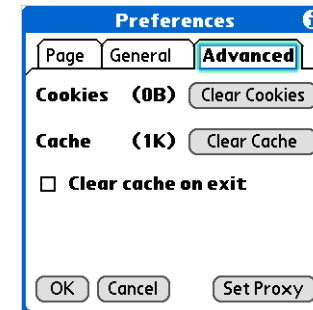 Preferences
Page General Advanced
Cookies (0B) Clear Cookies
Cache (1K) Clear Cache
Clear cache on exit
OK Cancel Set Proxy